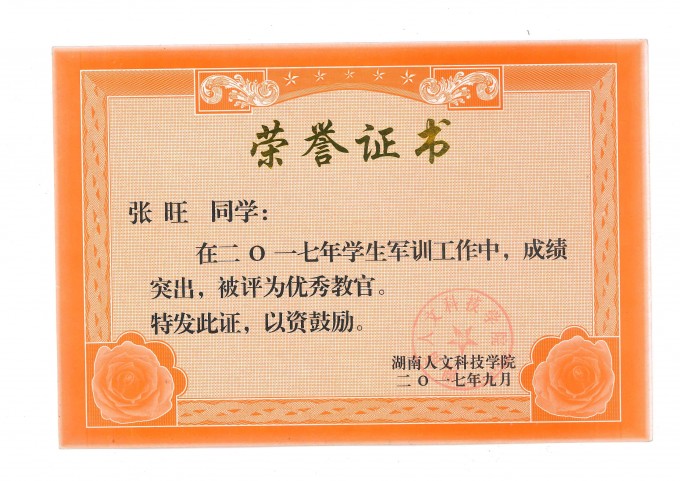 荣誉证书
张旺 同学：
在二O一七年学生军训工作中，成绩
突出，被评为优秀教官。
特发此证，以资鼓励。
湖南人文科技学院
二O一七年九月